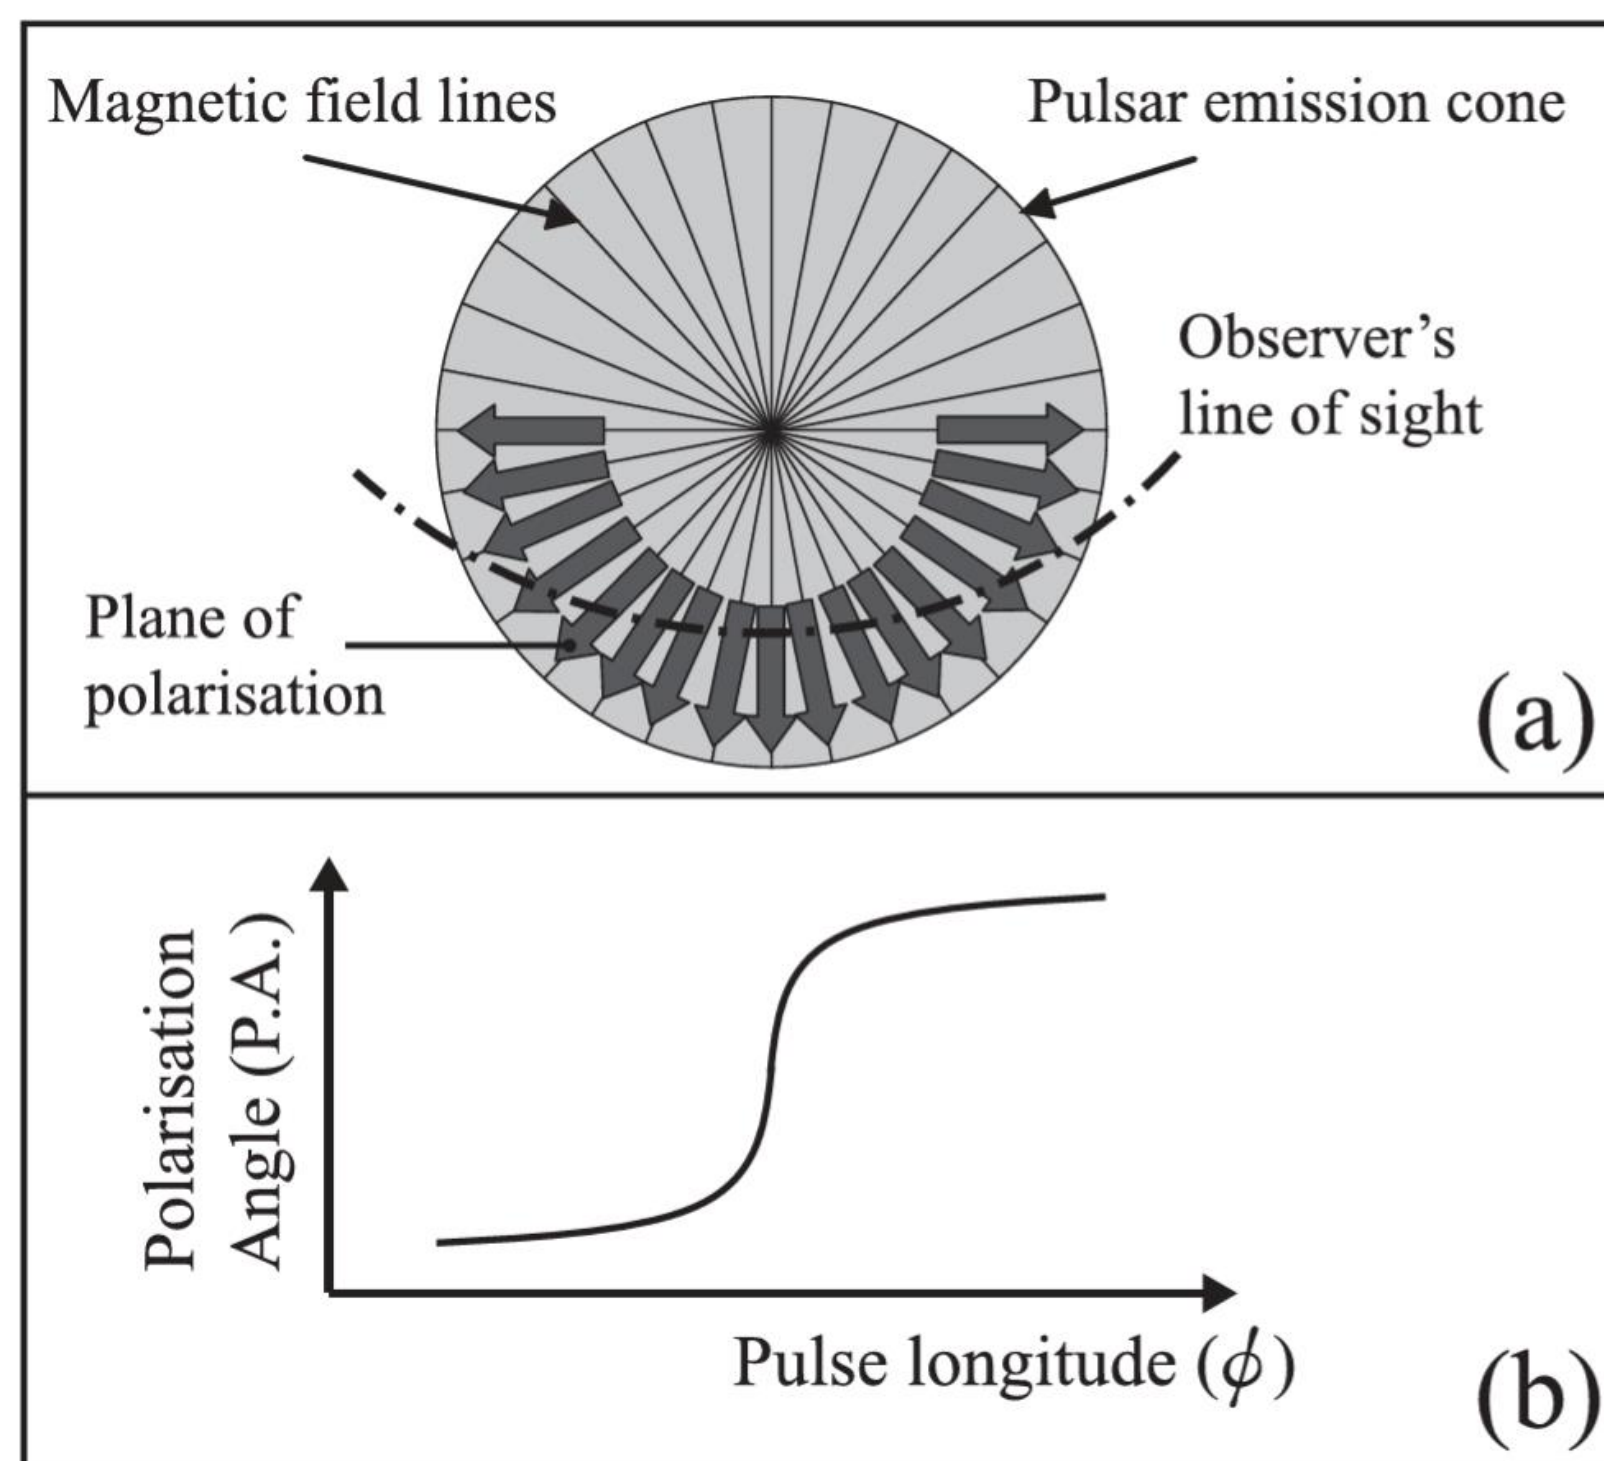 Magnetic field lines
Pulsar emission cone
Observer’s
line of sight
Plane of
polarisation
(a)
Polarisation
Angle (P.A.)
Pulse longitude (ϕ)
(b)